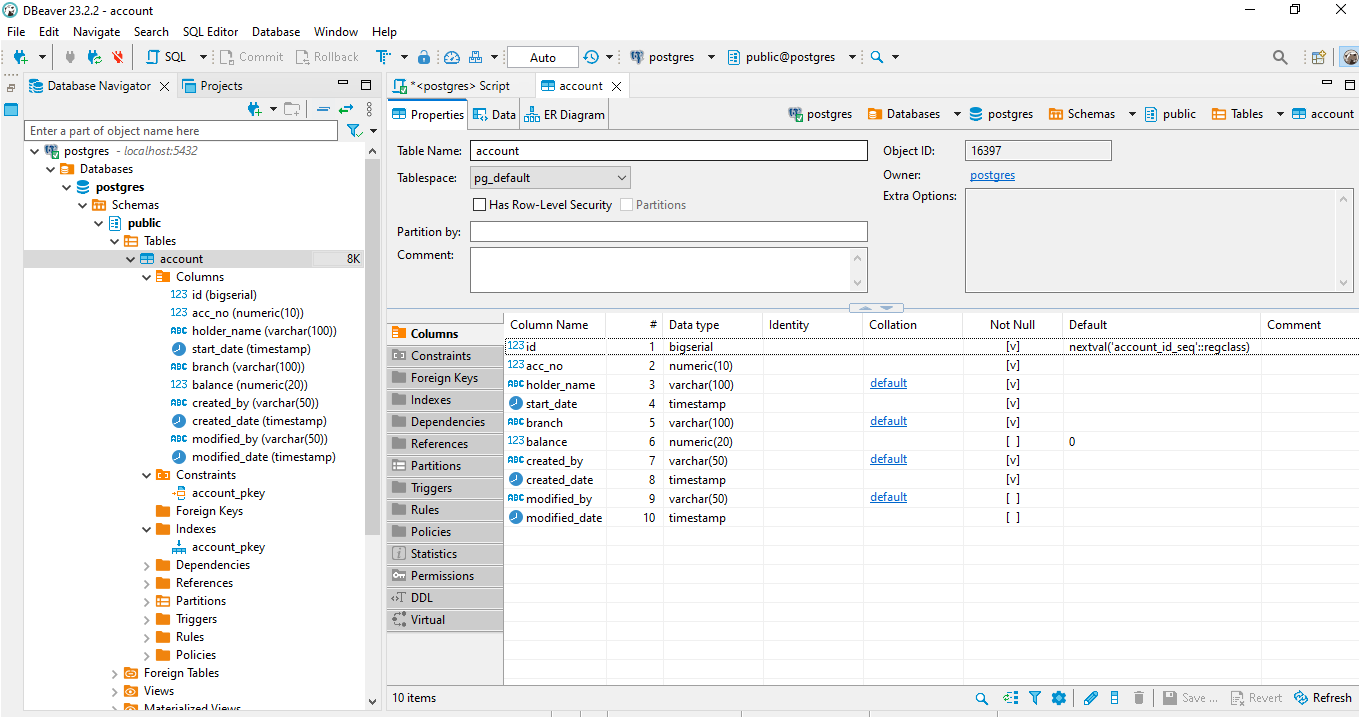 DBeaver 23.2.2 - account
File Edit Navigate Search SQL Editor Database Window Help
SQL Commit Rollback Auto postgres public@postgres
Database Navigator Projects
Enter a part of object name here
postgres - localhost:5432
Databases
postgres
Schemas
public
Tables
account 8K
Columns
123 id (bigserial)
123 acc_no (numeric(10))
ABC holder_name (varchar(100))
start_date (timestamp)
ABC branch (varchar(100))
123 balance (numeric(20))
ABC created_by (varchar(50))
created_date (timestamp)
ABC modified_by (varchar(50))
modified_date (timestamp)
Constraints
account_pkey
Foreign Keys
Indexes
account_pkey
Dependencies
References
Partitions
Triggers
Rules
Policies
Foreign Tables
Views
Materialized Views
*<postgres> Script account
Properties Data ER Diagram postgres Databases postgres Schemas public Tables account
Table Name: account
Tablespace: pg_default
Has Row-Level Security Partitions
Partition by:
Comment:
Object ID: 16397
Owner: postgres
Extra Options:
Columns
Constraints
Foreign Keys
Indexes
Dependencies
References
Partitions
Triggers
Rules
Policies
Statistics
Permissions
DDL
Virtual
Column Name # Data type Identity Collation Not Null Default Comment
123 id 1 bigserial [v] nextval('account_id_seq'::regclass)
123 acc_no 2 numeric(10) [v]
ABC holder_name 3 varchar(100) default [v]
start_date 4 timestamp [v]
ABC branch 5 varchar(100) default [v]
123 balance 6 numeric(20) [ ] 0
ABC created_by 7 varchar(50) default [v]
created_date 8 timestamp [v]
ABC modified_by 9 varchar(50) default [ ]
modified_date 10 timestamp [ ]
10 items Save ... Revert Refresh